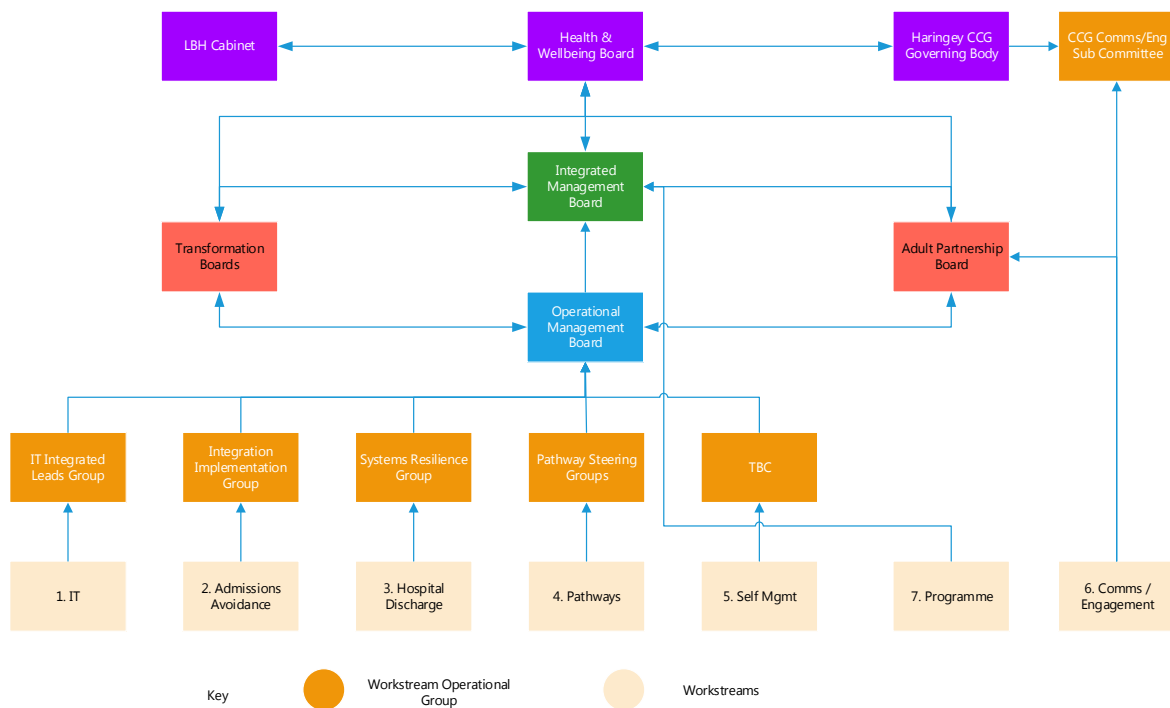 LBH Cabinet
Health &
Wellbeing Board
Haringey CCG
Governing Body
CCG Comms/Eng
Sub Committee
Integrated
Management
Board
Transformation
Boards
Adult Partnership
Board
Operational
Management
Board
IT Integrated
Leads Group
Integration
Implementation
Group
Systems Resilience
Group
Pathway Steering
Groups
TBC
1. IT
2. Admissions
Avoidance
3. Hospital
Discharge
4. Pathways
5. Self Mgmt
7. Programme
6. Comms /
Engagement
Key
Workstream Operational
Group
Workstreams